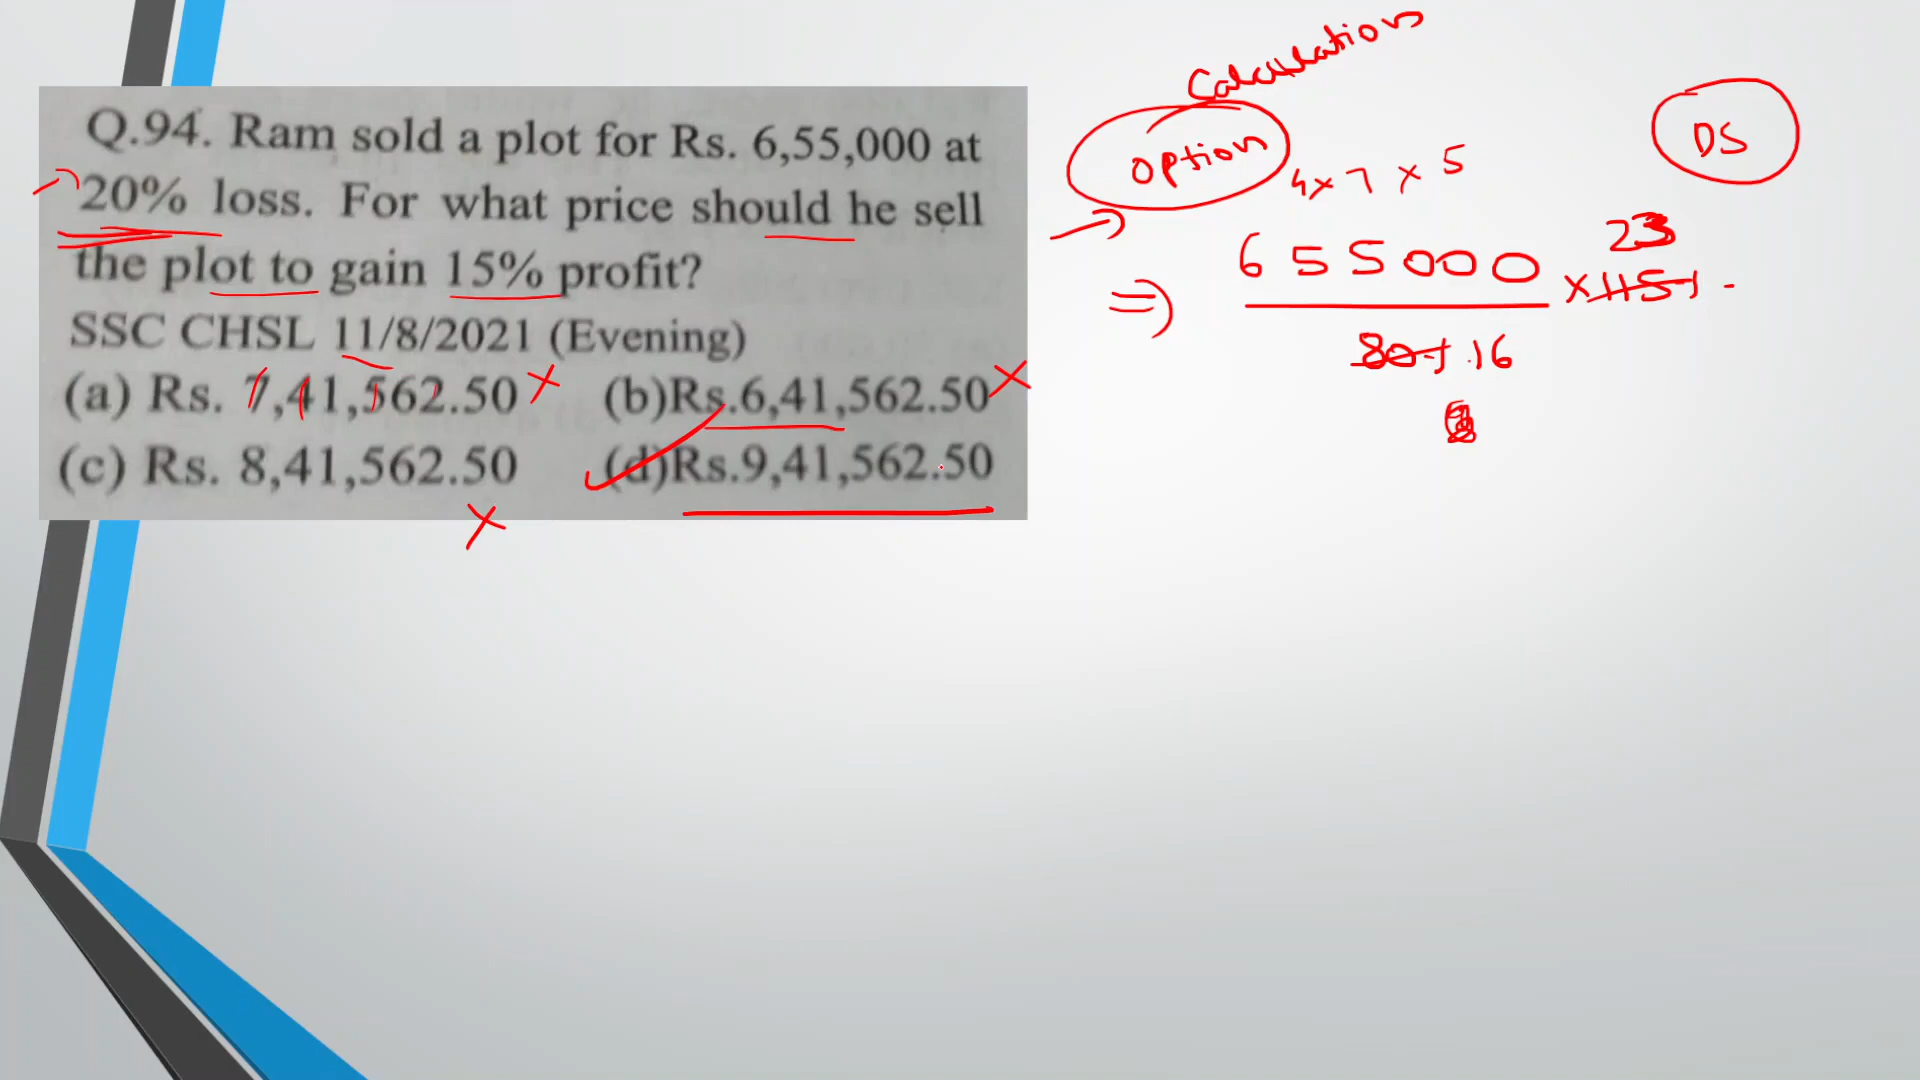 Q.94. Ram sold a plot for Rs. 6,55,000 at
20% loss. For what price should he sell
the plot to gain 15% profit?
SSC CHSL 11/8/2021 (Evening)
(a) Rs. 7,41,562.50 (b)Rs.6,41,562.50
(c) Rs. 8,41,562.50 (d)Rs.9,41,562.50
Calculation
option
DS
4 x 7 x 5
23
655000 x 115%
80% 16